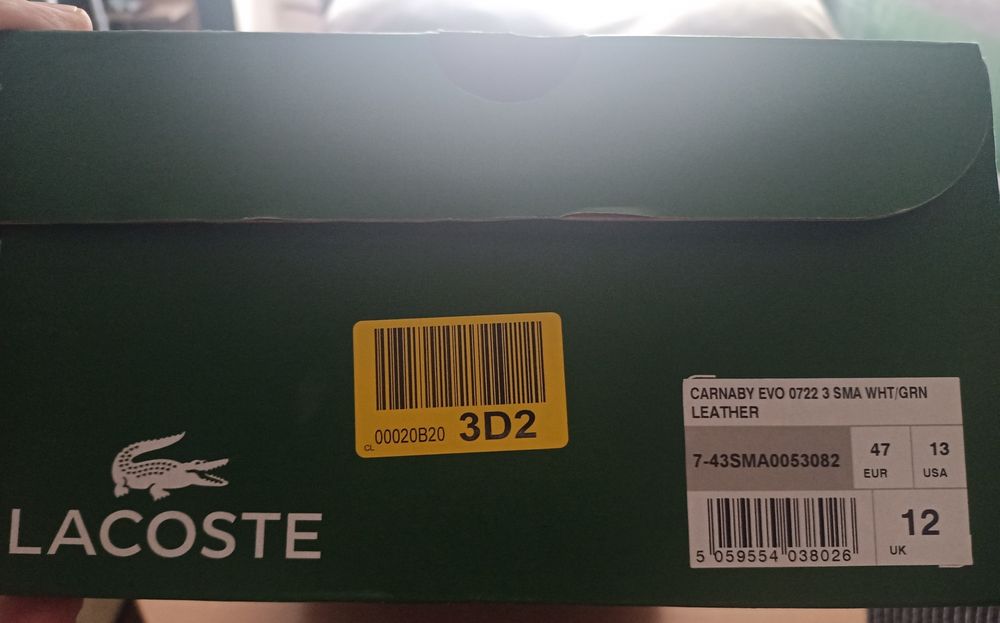 CL 00020B20 3D2
LACOSTE
CARNABY EVO 0722 3 SMA WHT/GRN
LEATHER
7-43SMA0053082
47
EUR
13
USA
5 059554 038026
12
UK